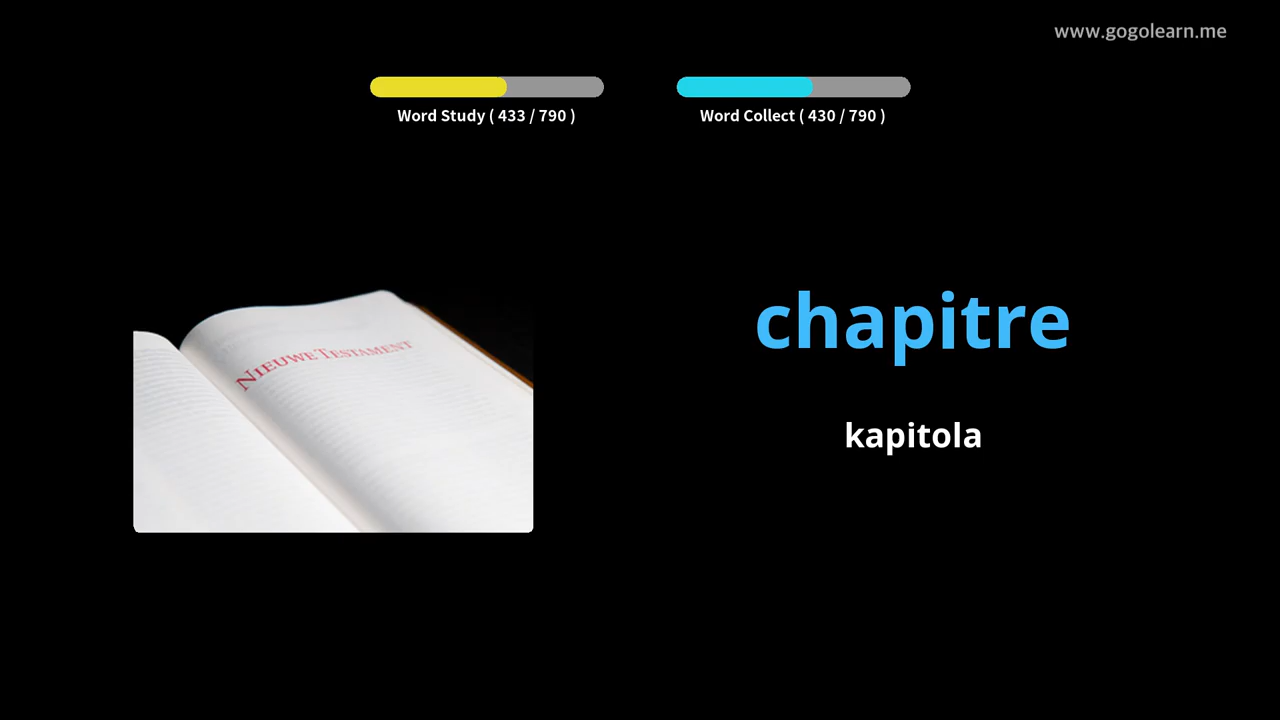 www.gogolearn.me
Word Study ( 433 / 790 )
Word Collect ( 430 / 790 )
NIEUWE TESTAMENT
chapitre
kapitola